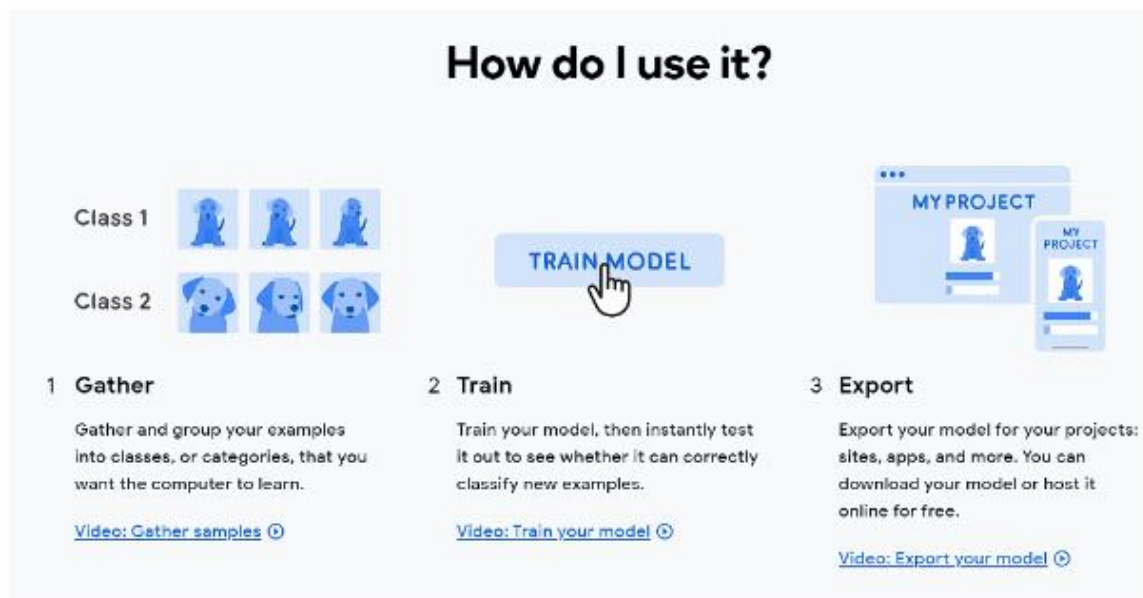 How do I use it?
Class 1
Class 2
TRAIN MODEL
MY PROJECT
MY
PROJECT
1 Gather
Gather and group your examples
into classes, or categories, that you
want the computer to learn.
Video: Gather samples
2 Train
Train your model, then instantly test
it out to see whether it can correctly
classify new examples.
Video: Train your model
3 Export
Export your model for your projects:
sites, apps, and more. You can
download your model or host it
online for free.
Video: Export your model